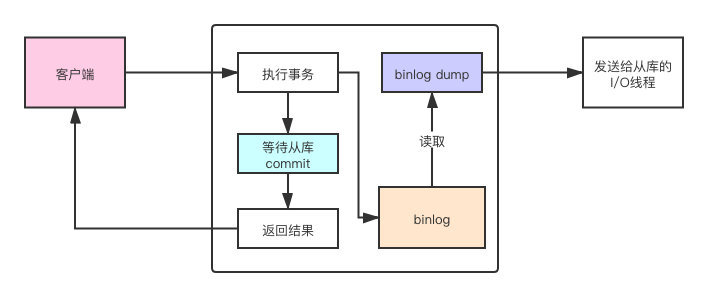 客户端
执行事务
binlog dump
发送给从库的
I/O线程
等待从库
commit
读取
返回结果
binlog